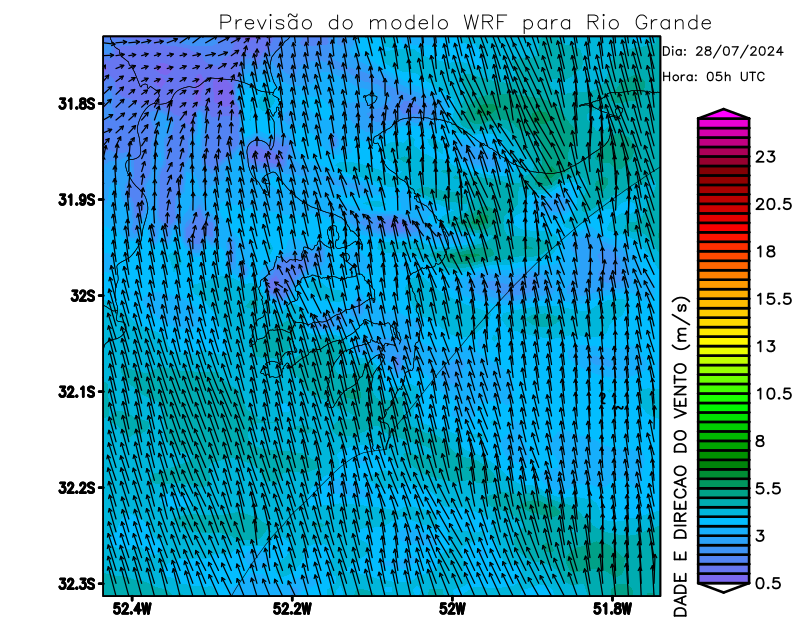 Previsão do modelo WRF para Rio Grande
Dia: 28/07/2024
Hora: 05h UTC
31.8S
31.9S
32S
32.1S
32.2S
32.3S
52.4W
52.2W
52W
51.8W
23
20.5
18
15.5
13
10.5
8
5.5
3
0.5
DADE E DIRECAO DO VENTO (m/s)